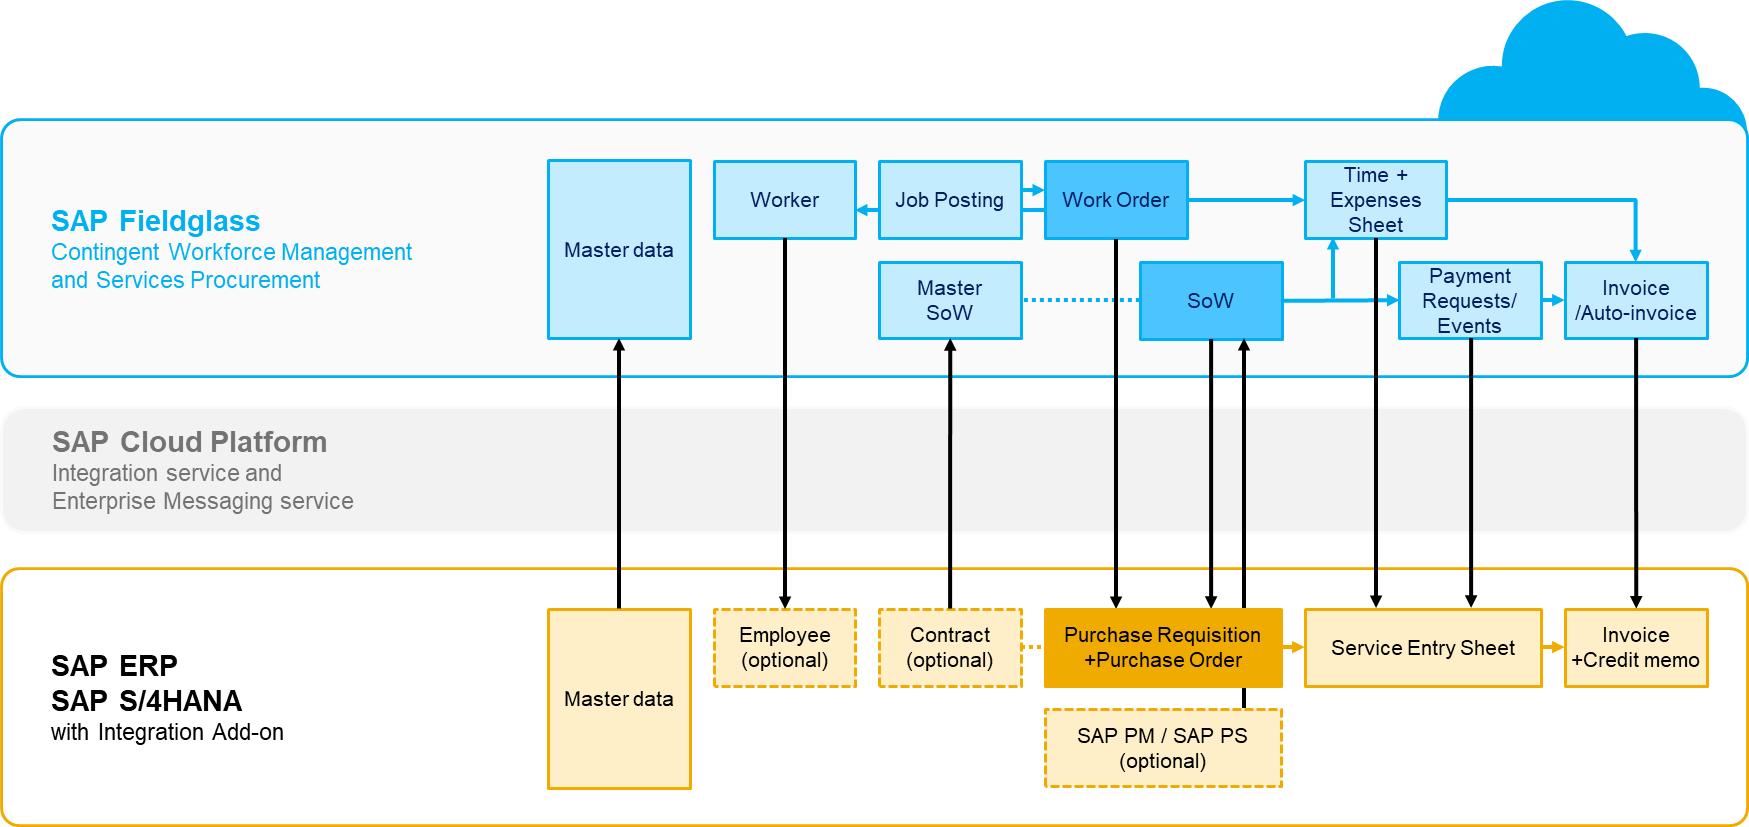 SAP Fieldglass
Contingent Workforce Management
and Services Procurement
Master data
Worker
Job Posting
Work Order
Time +
Expenses
Sheet
Master
SoW
SoW
Payment
Requests/
Events
Invoice
/Auto-invoice
SAP Cloud Platform
Integration service and
Enterprise Messaging service
SAP ERP
SAP S/4HANA
with Integration Add-on
Master data
Employee
(optional)
Contract
(optional)
Purchase Requisition
+Purchase Order
Service Entry Sheet
Invoice
+Credit memo
SAP PM / SAP PS
(optional)